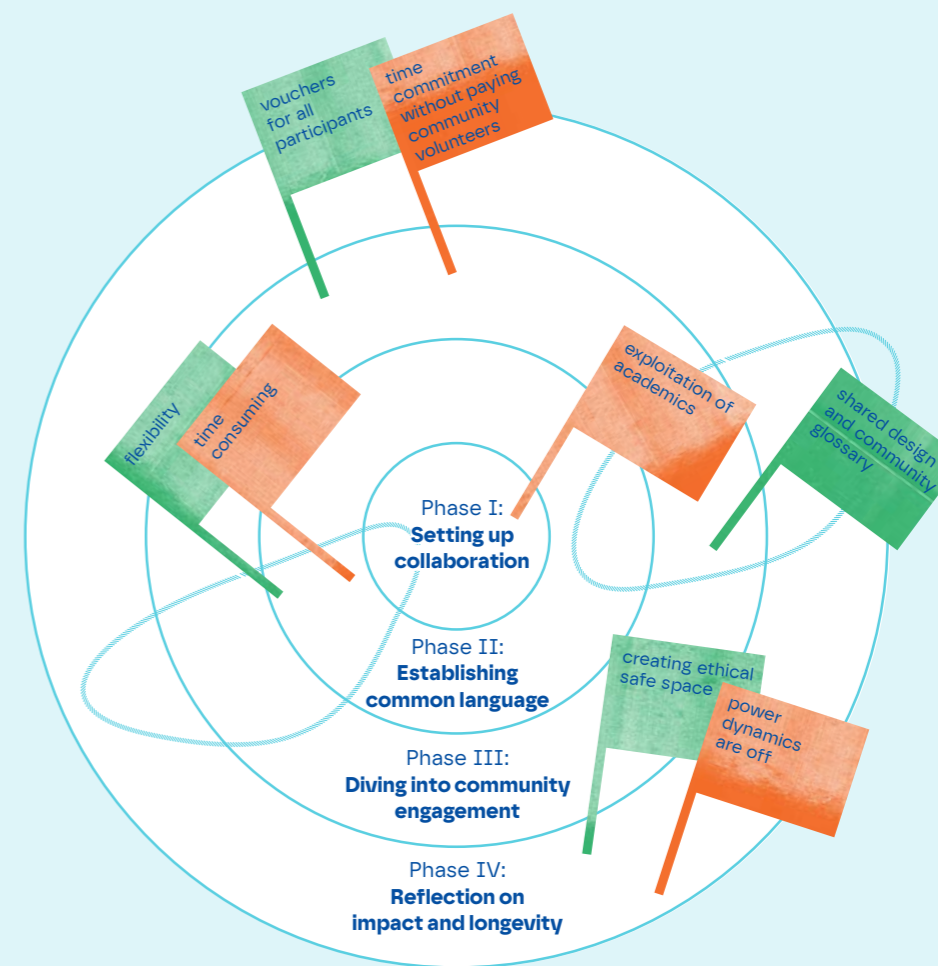 vouchers
for all
participants
time
commitment
without paying
community
volunteers
flexibility
time
consuming
exploitation of
academics
shared design
and community
glossary
Phase I:
Setting up
collaboration
Phase II:
Establishing
common language
creating ethical
safe space
power
dynamics
are off
Phase III:
Diving into community
engagement
Phase IV:
Reflection on
impact and longevity